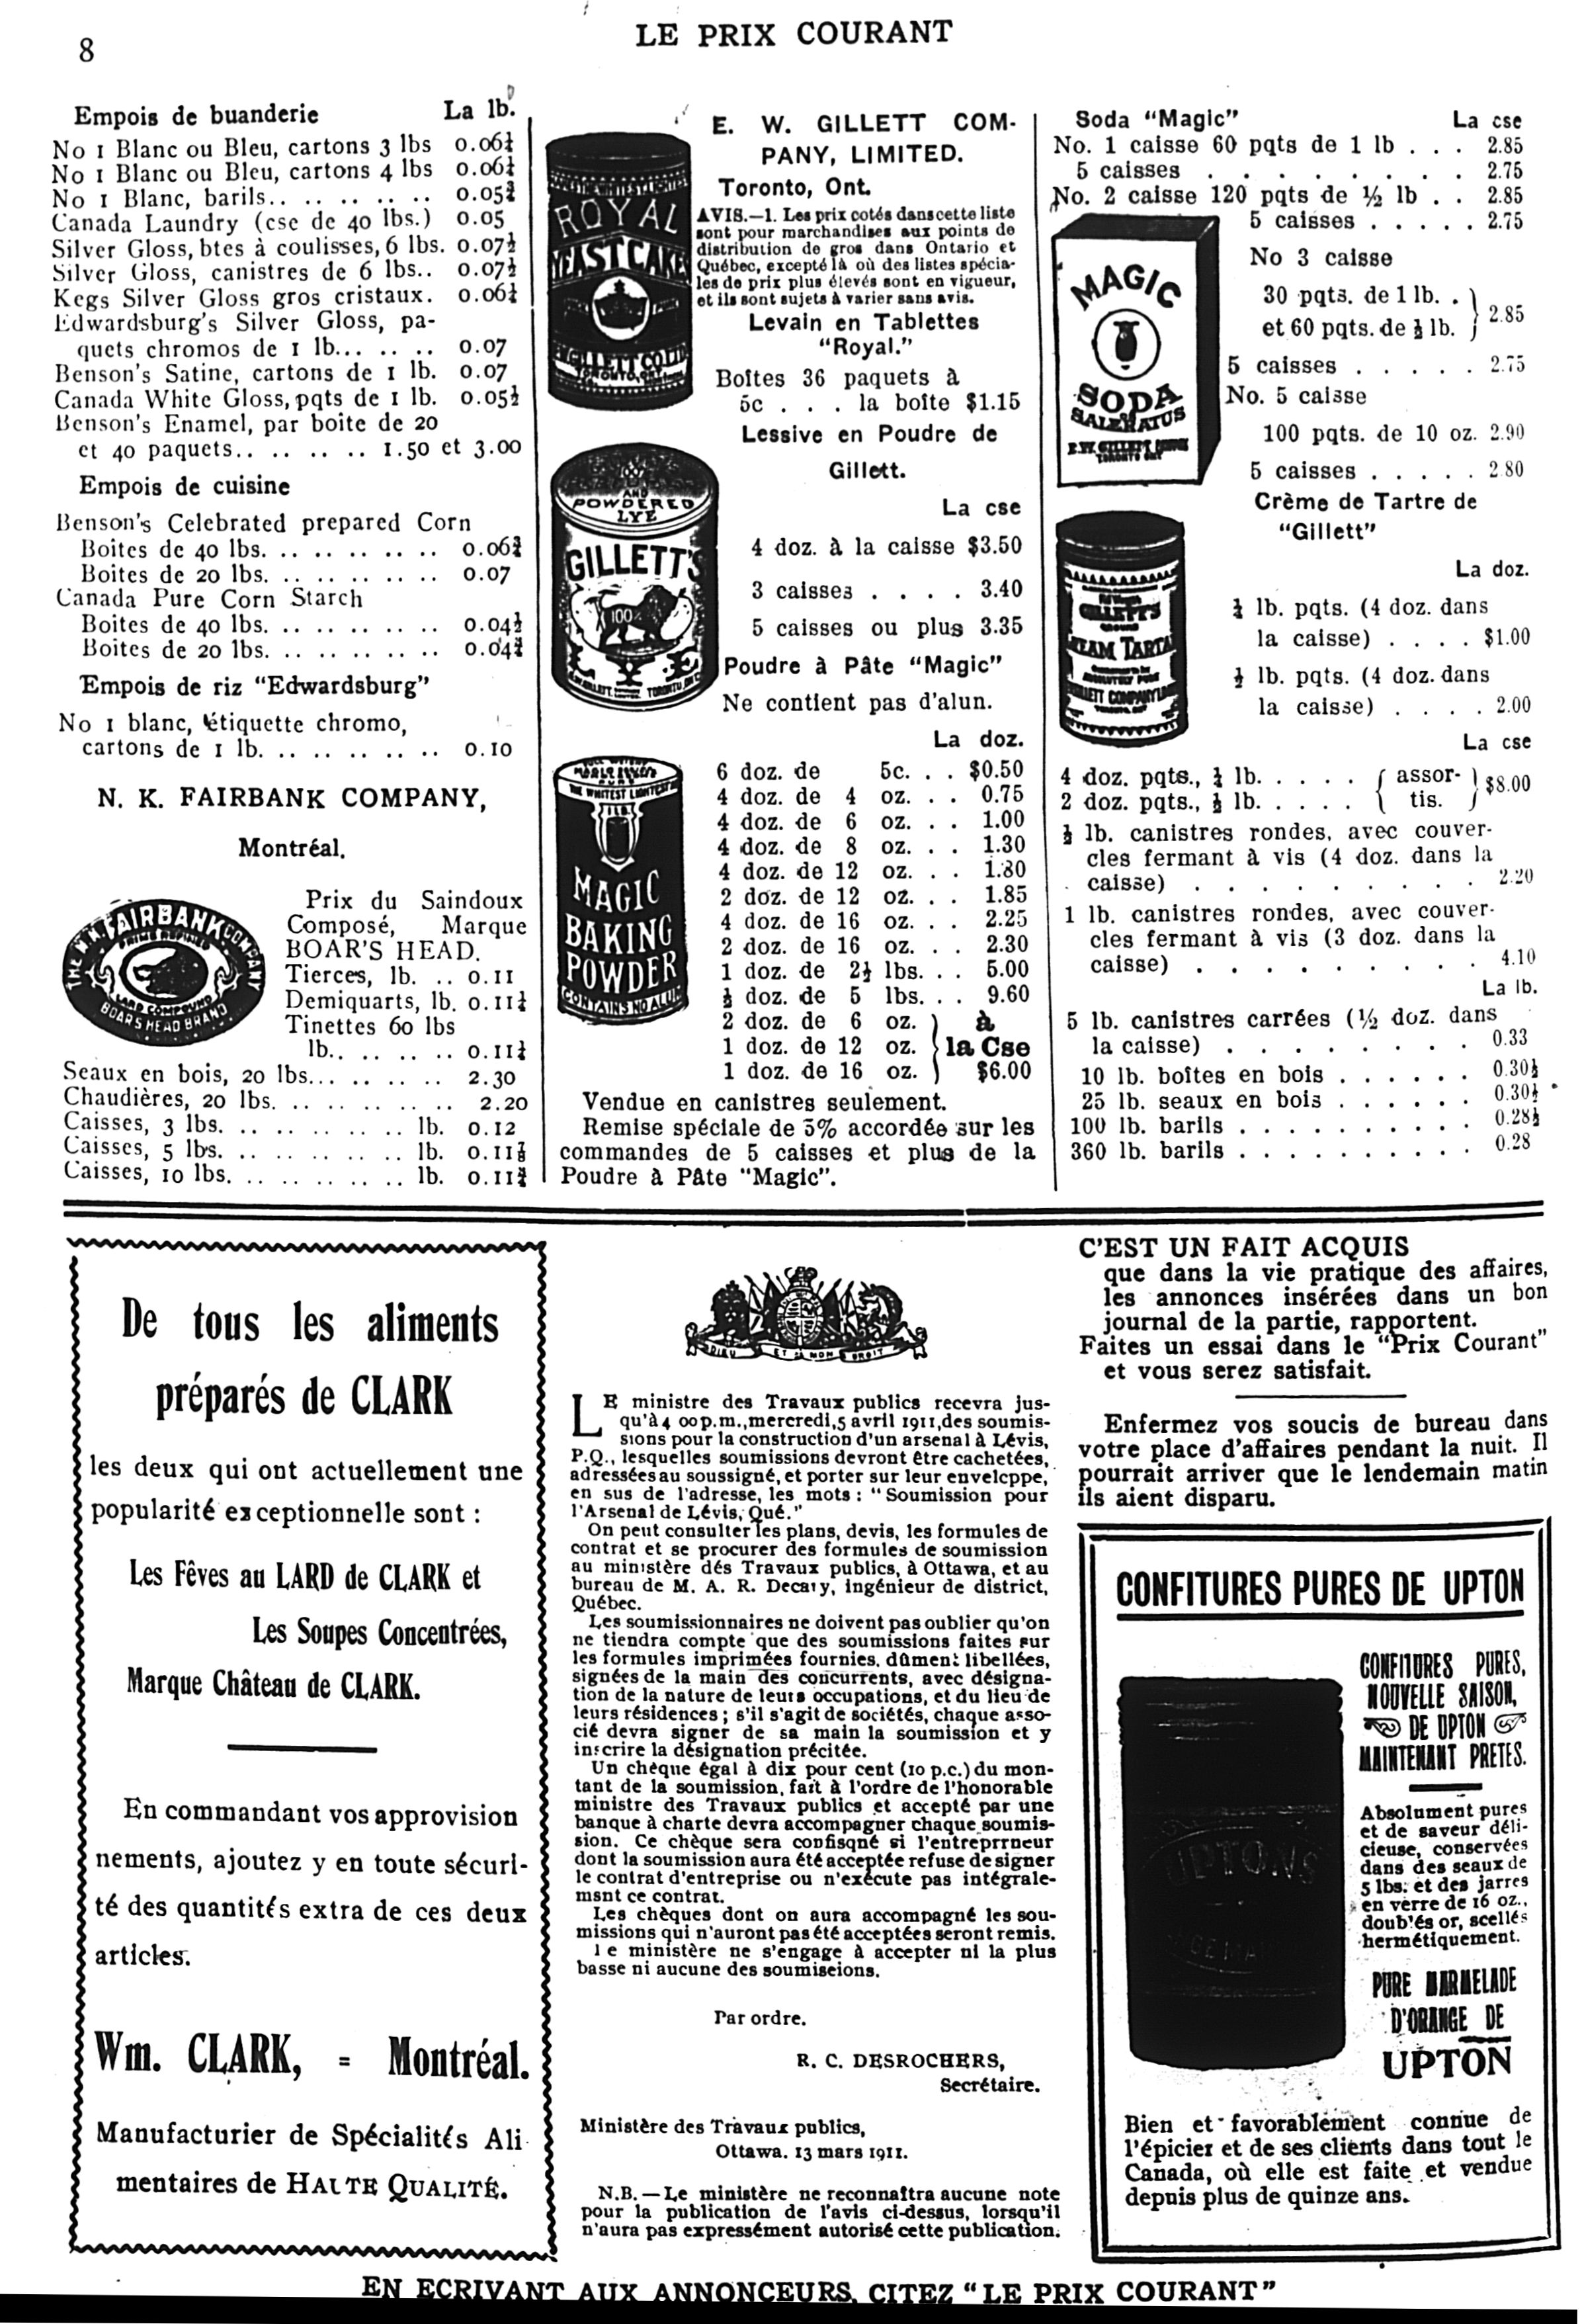 8
LE PRIX COURANT
Empois de buanderie La lb.
No 1 Blanc ou Bleu, cartons 3 lbs 0.06¼
No 1 Blanc ou Bleu, cartons 4 lbs 0.06¼
No 1 Blanc, barils.. .. .. .. .. 0.05¾
Canada Laundry (cse de 40 lbs.) 0.05
Silver Gloss, btes à coulisses, 6 lbs. 0.07½
Silver Gloss, canistres de 6 lbs.. 0.07½
Kegs Silver Gloss gros cristaux. 0.06¼
Edwardsburg's Silver Gloss, pa-
quets chromos de 1 lb... .. .. 0.07
Benson's Satine, cartons de 1 lb. 0.07
Canada White Gloss, pqts de 1 lb. 0.05½
Benson's Enamel, par boite de 20
et 40 paquets.. .. .. .. 1.50 et 3.00
Empois de cuisine
Benson's Celebrated prepared Corn
Boites de 40 lbs. .. .. .. .. .. 0.06¾
Boites de 20 lbs. .. .. .. .. .. 0.07
Canada Pure Corn Starch
Boites de 40 lbs. .. .. .. .. .. 0.04½
Boites de 20 lbs. .. .. .. .. .. 0.04¾
Empois de riz "Edwardsburg"
No 1 blanc, étiquette chromo,
cartons de 1 lb. .. .. .. .. .. 0.10
N. K. FAIRBANK COMPANY,
Montréal.
THE N.K. FAIRBANK COMPANY
PRIME REFINED
LARD COMPOUND
BOARS HEAD BRAND
Prix du Saindoux
Composé, Marque
BOAR'S HEAD.
Tierces, lb. .. 0.11
Demiquarts, lb. 0.11¼
Tinettes 60 lbs
lb.. .. .. .. 0.11¼
Seaux en bois, 20 lbs... .. .. .. 2.30
Chaudières, 20 lbs. .. .. .. .. .. 2.20
Caisses, 3 lbs. .. .. .. .. .. lb. 0.12
Caisses, 5 lbs. .. .. .. .. .. lb. 0.11⅞
Caisses, 10 lbs. .. .. .. .. .. lb. 0.11¾
ROYAL
YEAST CAKES
E.W. GILLETT CO. LTD.
TORONTO, ONT.
E. W. GILLETT COM-
PANY, LIMITED.
Toronto, Ont.
AVIS.—1. Les prix cotés dans cette liste
sont pour marchandises aux points de
distribution de gros dans Ontario et
Québec, excepté là où des listes spécia-
les de prix plus élevés sont en vigueur,
et ils sont sujets à varier sans avis.
Levain en Tablettes
"Royal."
Boîtes 36 paquets à
5c . . . la boîte $1.15
100%
AND
POWDERED
LYE
GILLETT'S
100%
Lessive en Poudre de
Gillett.
La cse
4 doz. à la caisse $3.50
3 caisses . . . . 3.40
5 caisses ou plus 3.35
Poudre à Pâte "Magic"
Ne contient pas d'alun.
THE WHITEST LIGHTEST
1 LB.
MAGIC
BAKING
POWDER
CONTAINS NO ALUM
La doz.
6 doz. de 5c. . . $0.50
4 doz. de 4 oz. . . 0.75
4 doz. de 6 oz. . . 1.00
4 doz. de 8 oz. . . 1.30
4 doz. de 12 oz. . . 1.80
2 doz. de 12 oz. . . 1.85
4 doz. de 16 oz. . . 2.25
2 doz. de 16 oz. . . 2.30
1 doz. de 2½ lbs. . . 5.00
½ doz. de 5 lbs. . . 9.60
2 doz. de 6 oz. ) à
1 doz. de 12 oz. } la Cse
1 doz. de 16 oz. ) $6.00
Vendue en canistres seulement.
Remise spéciale de 5% accordée sur les
commandes de 5 caisses et plus de la
Poudre à Pâte "Magic".
Soda "Magic" La cse
No. 1 caisse 60 pqts de 1 lb . . . 2.85
5 caisses . . . . . . . . 2.75
No. 2 caisse 120 pqts de ½ lb . . 2.85
5 caisses . . . . . 2.75
MAGIC
SODA
SALERATUS
E.W. GILLETT
TORONTO ONT
No 3 caisse
30 pqts. de 1 lb. . )
et 60 pqts. de ½ lb. } 2.85
5 caisses . . . . . 2.75
No. 5 caisse
100 pqts. de 10 oz. 2.90
5 caisses . . . . . 2.80
Crème de Tartre de
"Gillett"
GILLETT'S
CREAM TARTAR
ABSOLUTELY PURE
GILLETT COMPANY
La doz.
¼ lb. pqts. (4 doz. dans
la caisse) . . . . $1.00
½ lb. pqts. (4 doz. dans
la caisse) . . . . 2.00
La cse
4 doz. pqts., ¼ lb. . . . . { assor- } $8.00
2 doz. pqts., ½ lb. . . . . { tis. }
½ lb. canistres rondes, avec couver-
cles fermant à vis (4 doz. dans la
caisse) . . . . . . . . . 2.20
1 lb. canistres rondes, avec couver-
cles fermant à vis (3 doz. dans la
caisse) . . . . . . . . . 4.10
La lb.
5 lb. canistres carrées (½ doz. dans
la caisse) . . . . . . . . 0.33
10 lb. boîtes en bois . . . . . . 0.30½
25 lb. seaux en bois . . . . . . 0.30½
100 lb. barils . . . . . . . . . . 0.28½
360 lb. barils . . . . . . . . . . 0.28
De tous les aliments
préparés de CLARK
les deux qui ont actuellement une
popularité exceptionnelle sont :
Les Fêves au LARD de CLARK et
Les Soupes Concentrées,
Marque Château de CLARK.
En commandant vos approvision
nements, ajoutez y en toute sécuri-
té des quantités extra de ces deux
articles.
Wm. CLARK, = Montréal.
Manufacturier de Spécialités Ali
mentaires de HAUTE QUALITÉ.
DIEU ET MON DROIT
LE ministre des Travaux publics recevra jus-
qu'à 4 00 p.m., mercredi, 5 avril 1911, des soumis-
sions pour la construction d'un arsenal à Lévis,
P.Q., lesquelles soumissions devront être cachetées,
adressées au soussigné, et porter sur leur enveloppe,
en sus de l'adresse, les mots : "Soumission pour
l'Arsenal de Lévis, Qué."
On peut consulter les plans, devis, les formules de
contrat et se procurer des formules de soumission
au ministère dés Travaux publics, à Ottawa, et au
bureau de M. A. R. Decary, ingénieur de district,
Québec.
Les soumissionnaires ne doivent pas oublier qu'on
ne tiendra compte que des soumissions faites sur
les formules imprimées fournies, dûment libellées,
signées de la main des concurrents, avec désigna-
tion de la nature de leurs occupations, et du lieu de
leurs résidences ; s'il s'agit de sociétés, chaque asso-
cié devra signer de sa main la soumission et y
inscrire la désignation précitée.
Un chèque égal à dix pour cent (10 p.c.) du mon-
tant de la soumission, fait à l'ordre de l'honorable
ministre des Travaux publics et accepté par une
banque à charte devra accompagner chaque soumis-
sion. Ce chèque sera confisqné si l'entreprrneur
dont la soumission aura été acceptée refuse de signer
le contrat d'entreprise ou n'exécute pas intégrale-
msnt ce contrat.
Les chèques dont on aura accompagné les sou-
missions qui n'auront pas été acceptées seront remis.
Le ministère ne s'engage à accepter ni la plus
basse ni aucune des soumiseions.
Par ordre.
R. C. DESROCHERS,
Secrétaire.
Ministère des Travaux publics,
Ottawa. 13 mars 1911.
N.B.—Le ministère ne reconnaîtra aucune note
pour la publication de l'avis ci-dessus, lorsqu'il
n'aura pas expressément autorisé cette publication.
C'EST UN FAIT ACQUIS
que dans la vie pratique des affaires,
les annonces insérées dans un bon
journal de la partie, rapportent.
Faites un essai dans le "Prix Courant"
et vous serez satisfait.
Enfermez vos soucis de bureau dans
votre place d'affaires pendant la nuit. Il
pourrait arriver que le lendemain matin
ils aient disparu.
CONFITURES PURES DE UPTON
UPTON'S
CONFITURES PURES,
NOUVELLE SAISON,
DE UPTON
MAINTENANT PRETES.
Absolument pures
et de saveur déli-
cieuse, conservées
dans des seaux de
5 lbs. et des jarres
en verre de 16 oz.,
doublés or, scellés
hermétiquement.
PURE MARMELADE
D'ORANGE DE
UPTON
Bien et favorablement connue de
l'épicier et de ses clients dans tout le
Canada, où elle est faite et vendue
depuis plus de quinze ans.
EN ECRIVANT AUX ANNONCEURS, CITEZ "LE PRIX COURANT"